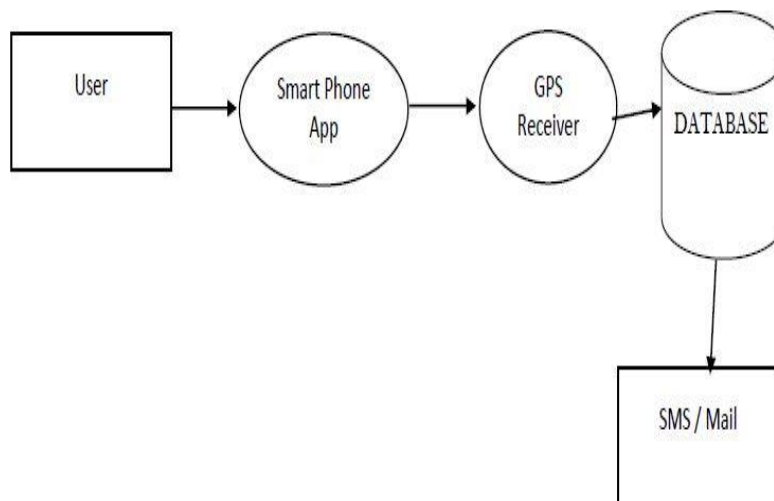 User
Smart Phone
App
GPS
Receiver
DATABASE
SMS / Mail